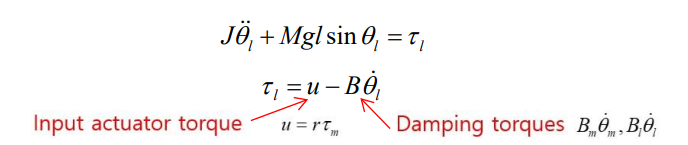 Jθ̈ₗ + Mgl sin θₗ = τₗ
τₗ = u − Bθ̇ₗ
Input actuator torque u = rτₘ Damping torques Bₘθ̇ₘ, Bₗθ̇ₗ